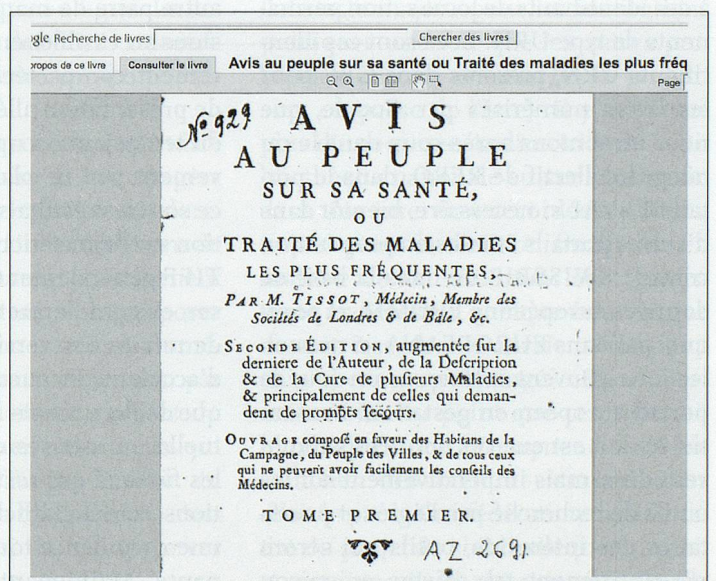 gle Recherche de livres
Chercher des livres
ropos de ce livre
Consulter le livre
Avis au peuple sur sa santé ou Traité des maladies les plus fréq
Page
No. 929
AVIS
AU PEUPLE
SUR SA SANTÉ,
OU
TRAITÉ DES MALADIES
LES PLUS FRÉQUENTES,
PAR M. TISSOT, Médecin, Membre des
Sociétés de Londres & de Bâle, &c.
SECONDE ÉDITION, augmentée sur la
derniere de l'Auteur, de la Deſcription
& de la Cure de pluſieurs Maladies,
& principalement de celles qui deman-
dent de prompts ſecours.
OUVRAGE compoſé en faveur des Habitans de la
Campagne, du Peuple des Villes, & de tous ceux
qui ne peuvent avoir facilement les conſeils des
Médecins.
TOME PREMIER.
AZ 2691.